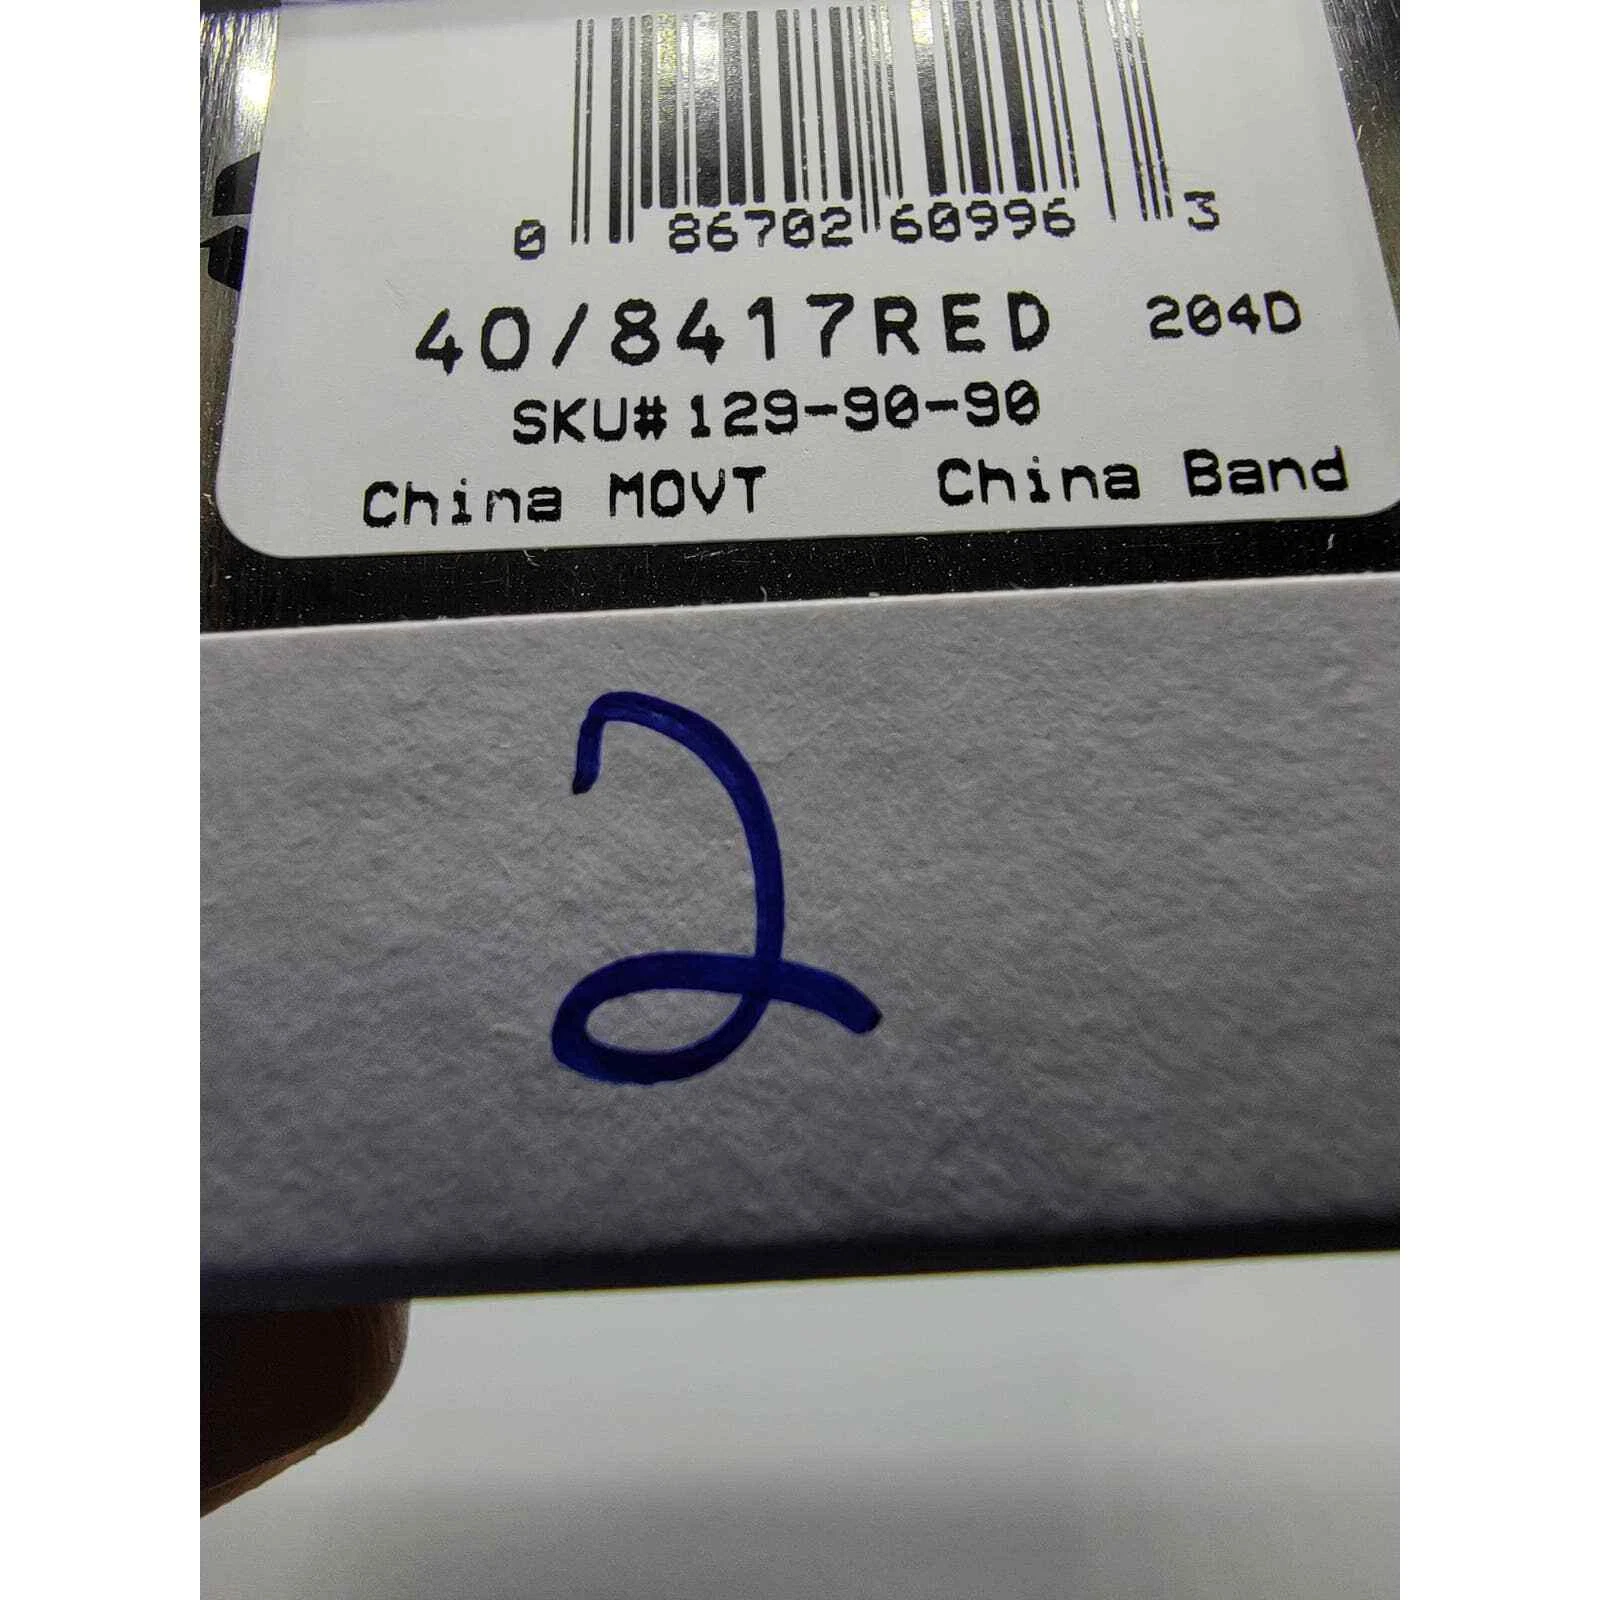 0 86702 60996 3
40/8417RED 204D
SKU# 129-90-90
China MOVT China Band
2